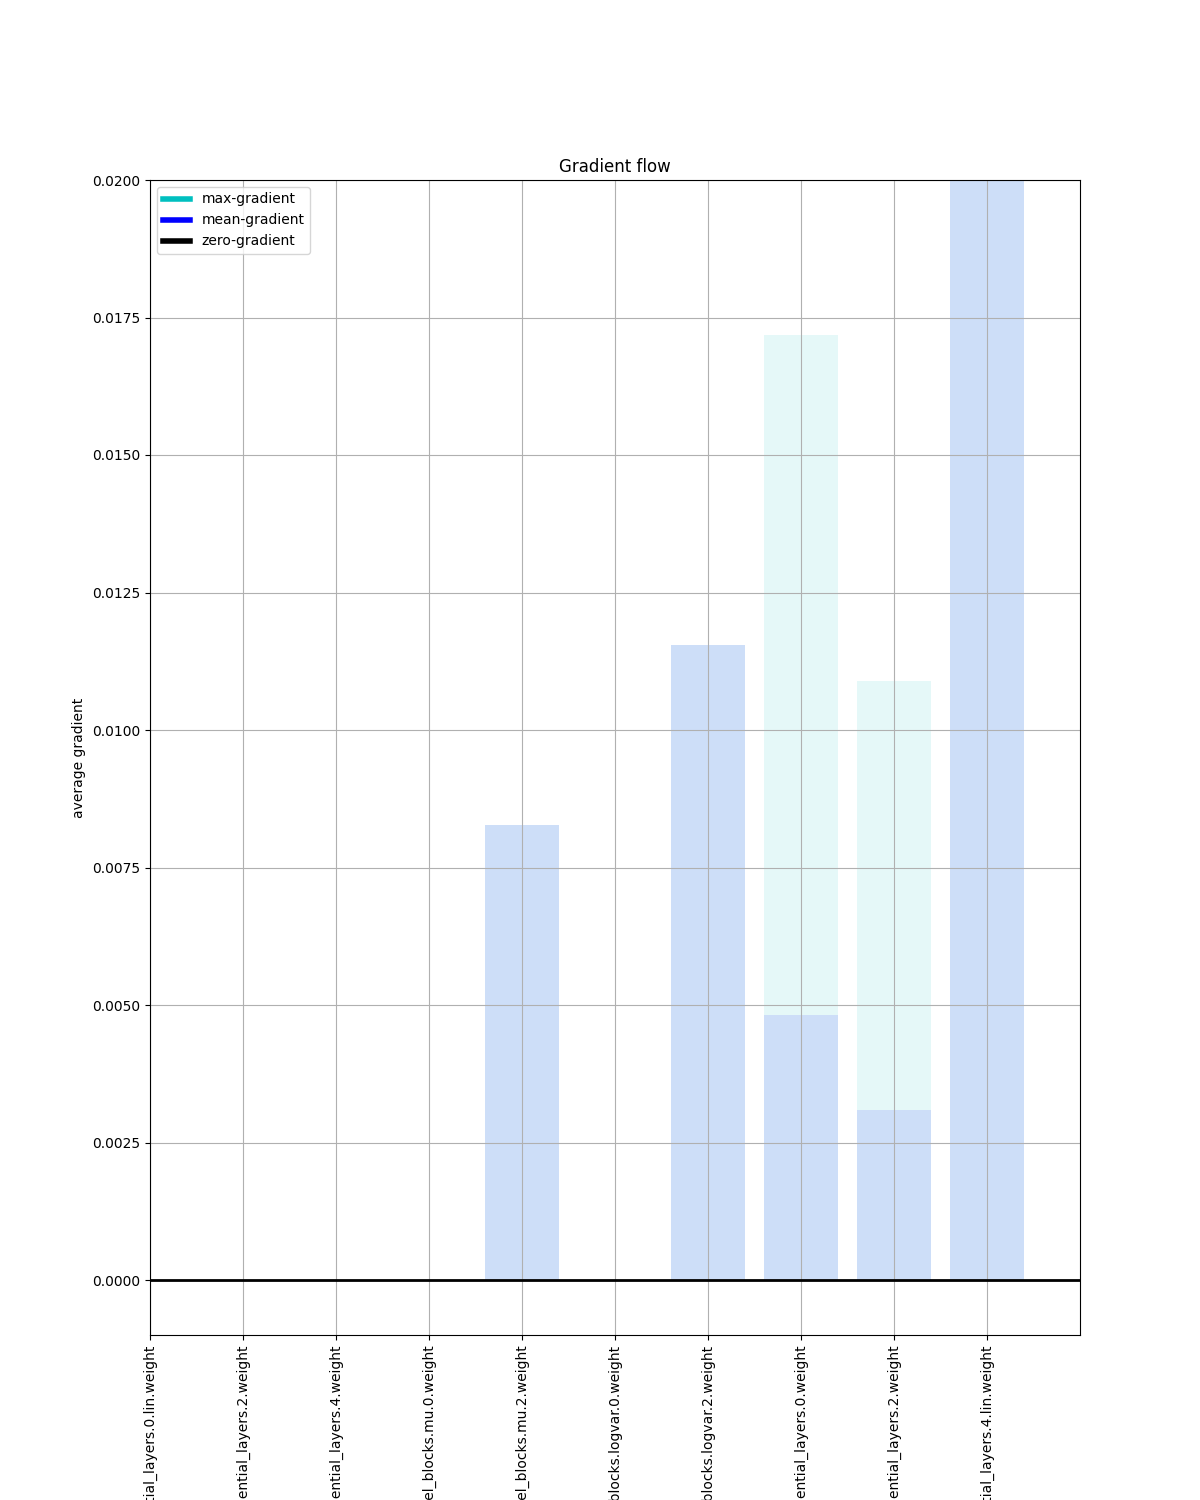 Gradient flow
max-gradient
mean-gradient
zero-gradient
0.0200
0.0175
0.0150
0.0125
0.0100
0.0075
0.0050
0.0025
0.0000
average gradient
tial_layers.0.lin.weight
ential_layers.2.weight
ential_layers.4.weight
el_blocks.mu.0.weight
el_blocks.mu.2.weight
blocks.logvar.0.weight
blocks.logvar.2.weight
ential_layers.0.weight
ential_layers.2.weight
tial_layers.4.lin.weight